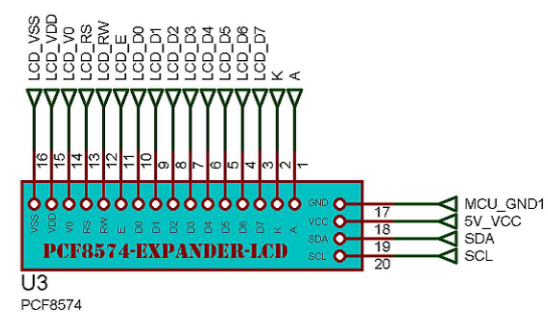 LCD_VSS
LCD_VDD
LCD_V0
LCD_RS
LCD_RW
LCD_E
LCD_D0
LCD_D1
LCD_D2
LCD_D3
LCD_D4
LCD_D5
LCD_D6
LCD_D7
K
A
16 15 14 13 12 11 10 9 8 7 6 5 4 3 2 1
VSS VDD V0 RS RW E D0 D1 D2 D3 D4 D5 D6 D7 K A
GND 17 MCU_GND1
VCC 18 5V_VCC
SDA 19 SDA
SCL 20 SCL
PCF8574-EXPANDER-LCD
U3
PCF8574